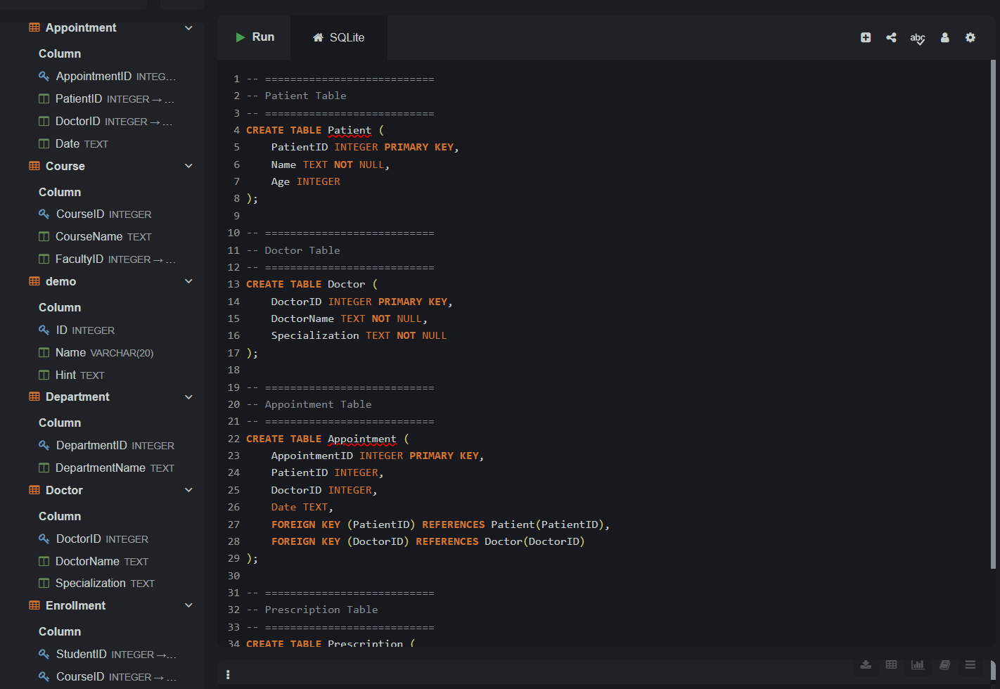 Appointment
Column
AppointmentID INTEG...
PatientID INTEGER → ...
DoctorID INTEGER → ...
Date TEXT
Course
Column
CourseID INTEGER
CourseName TEXT
FacultyID INTEGER → ...
demo
Column
ID INTEGER
Name VARCHAR(20)
Hint TEXT
Department
Column
DepartmentID INTEGER
DepartmentName TEXT
Doctor
Column
DoctorID INTEGER
DoctorName TEXT
Specialization TEXT
Enrollment
Column
StudentID INTEGER →...
CourseID INTEGER → ...
Run
SQLite
abc
1 -- ===========================
2 -- Patient Table
3 -- ===========================
4 CREATE TABLE Patient (
5     PatientID INTEGER PRIMARY KEY,
6     Name TEXT NOT NULL,
7     Age INTEGER
8 );
9
10 -- ===========================
11 -- Doctor Table
12 -- ===========================
13 CREATE TABLE Doctor (
14     DoctorID INTEGER PRIMARY KEY,
15     DoctorName TEXT NOT NULL,
16     Specialization TEXT NOT NULL
17 );
18
19 -- ===========================
20 -- Appointment Table
21 -- ===========================
22 CREATE TABLE Appointment (
23     AppointmentID INTEGER PRIMARY KEY,
24     PatientID INTEGER,
25     DoctorID INTEGER,
26     Date TEXT,
27     FOREIGN KEY (PatientID) REFERENCES Patient(PatientID),
28     FOREIGN KEY (DoctorID) REFERENCES Doctor(DoctorID)
29 );
30
31 -- ===========================
32 -- Prescription Table
33 -- ===========================
34 CREATE TABLE Prescription (